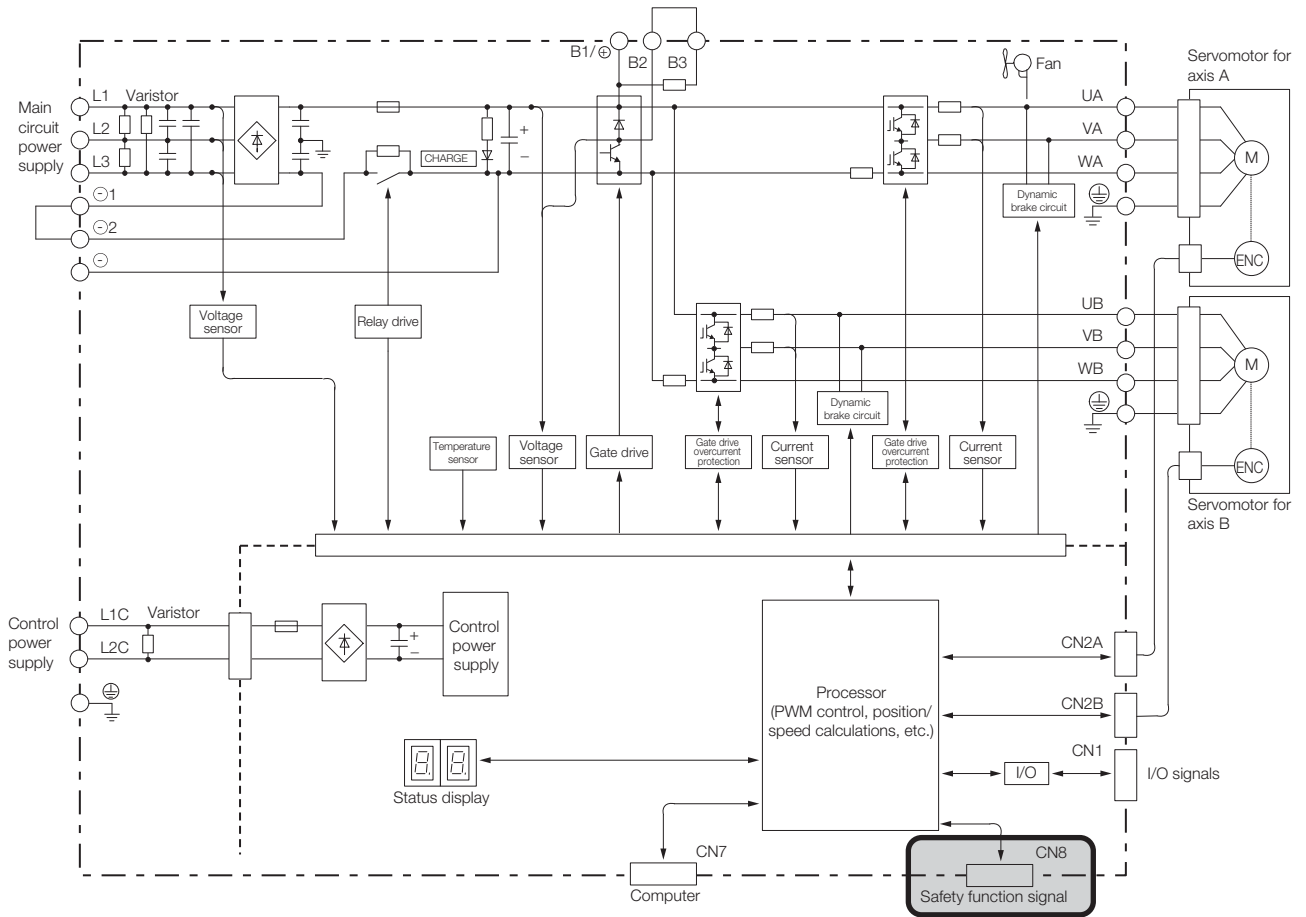 B1/⊕
B2
B3
Fan
Servomotor for
axis A
Main
circuit
power
supply
L1
Varistor
L2
L3
⊖1
⊖2
⊖
CHARGE
+
–
UA
VA
WA
M
ENC
Dynamic
brake circuit
Voltage
sensor
Relay drive
UB
VB
WB
M
ENC
Servomotor for
axis B
Dynamic
brake circuit
Temperature
sensor
Voltage
sensor
Gate drive
Gate drive
overcurrent
protection
Current
sensor
Gate drive
overcurrent
protection
Current
sensor
Control
power
supply
L1C
Varistor
L2C
+
–
Control
power
supply
Processor
(PWM control, position/
speed calculations, etc.)
CN2A
CN2B
CN1
I/O
I/O signals
8.8.
Status display
CN7
Computer
CN8
Safety function signal